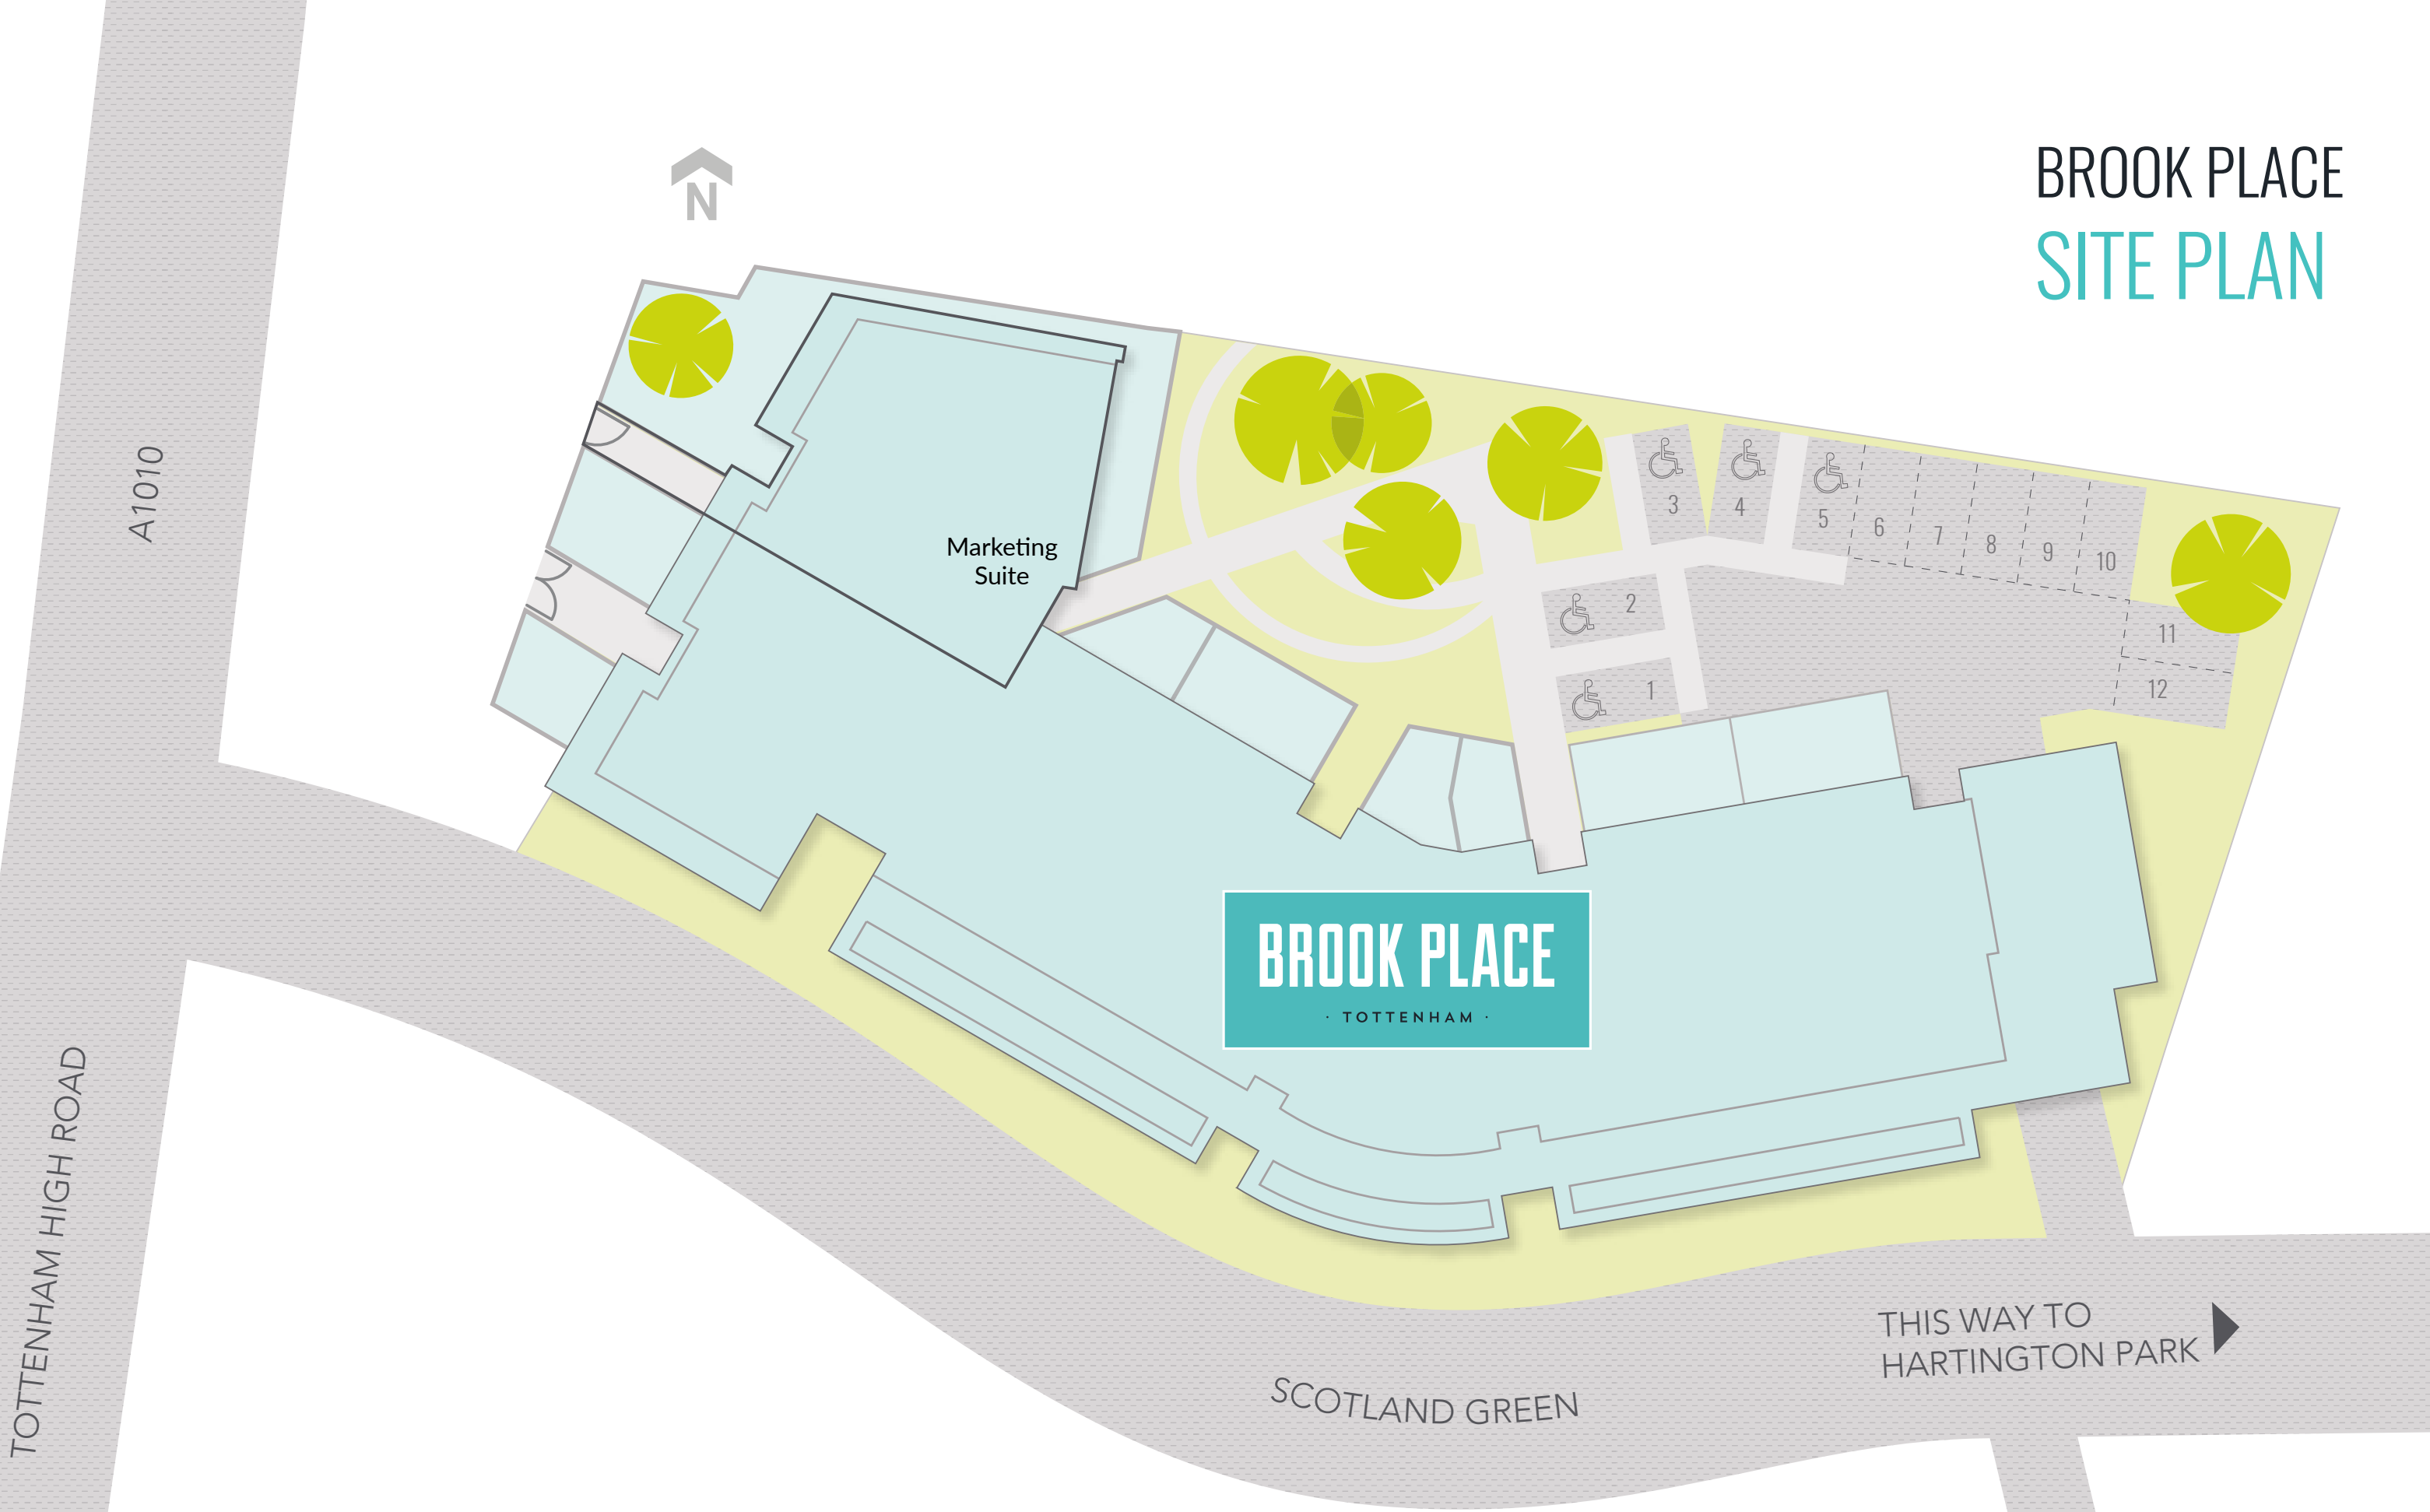 BROOK PLACE
SITE PLAN
N
A1010
TOTTENHAM HIGH ROAD
Marketing
Suite
3
4
5
6
7
8
9
10
2
11
1
12
BROOK PLACE
· TOTTENHAM ·
THIS WAY TO
HARTINGTON PARK
SCOTLAND GREEN